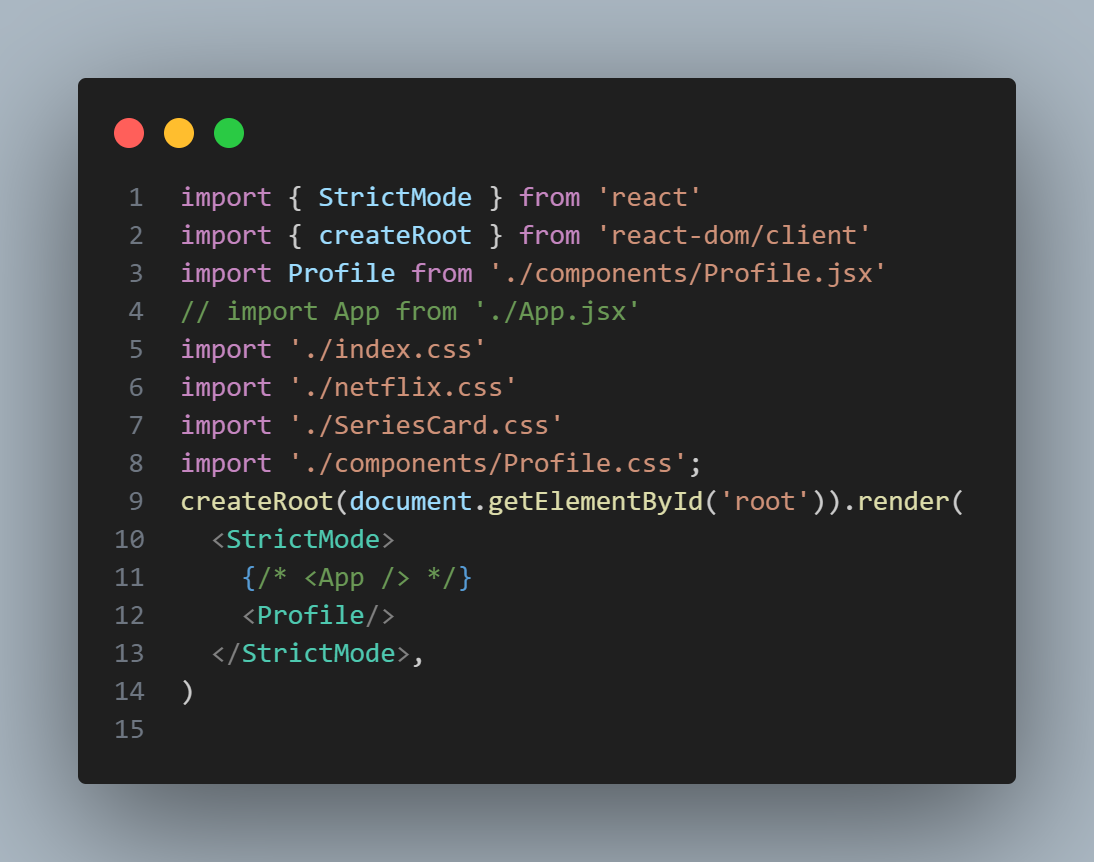 1 import { StrictMode } from 'react'
2 import { createRoot } from 'react-dom/client'
3 import Profile from './components/Profile.jsx'
4 // import App from './App.jsx'
5 import './index.css'
6 import './netflix.css'
7 import './SeriesCard.css'
8 import './components/Profile.css';
9 createRoot(document.getElementById('root')).render(
10   <StrictMode>
11     {/* <App /> */}
12     <Profile/>
13   </StrictMode>,
14 )
15